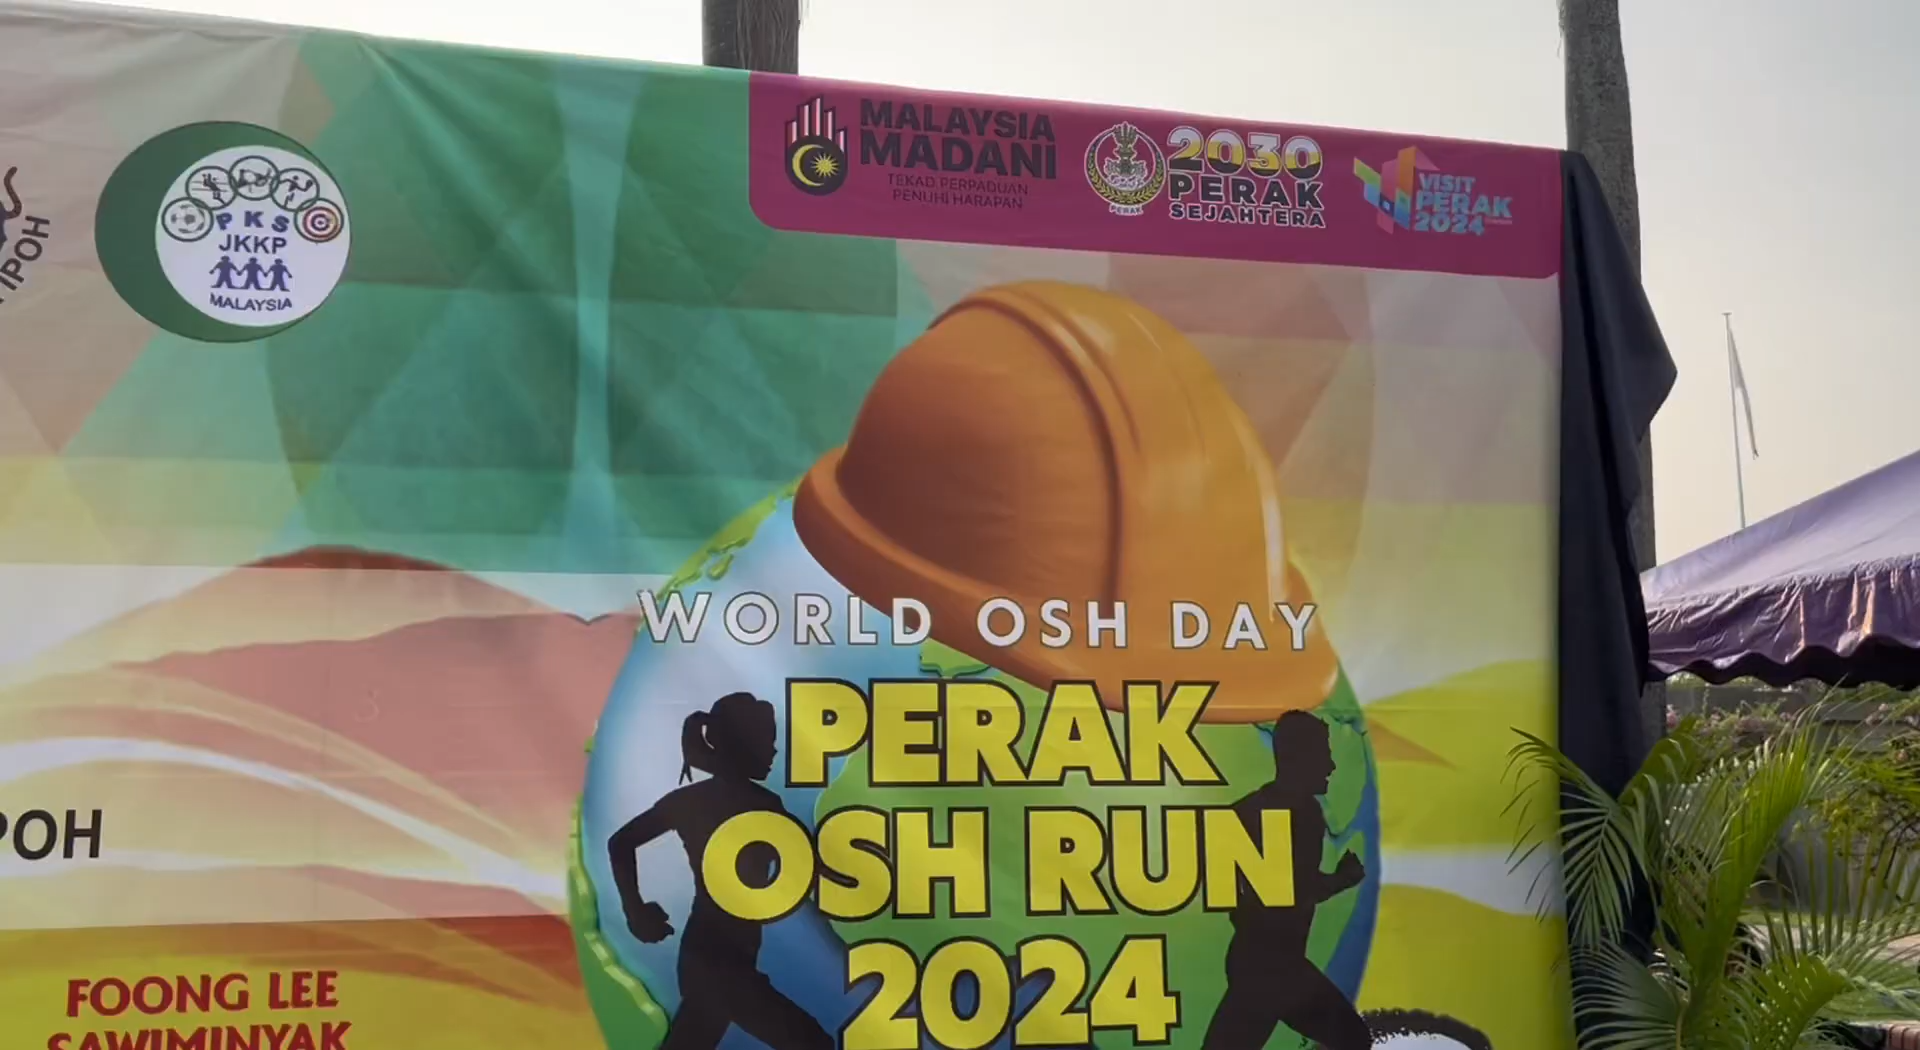 MALAYSIA
MADANI
TEKAD PERPADUAN
PENUHI HARAPAN
PERAK
2030
PERAK
SEJAHTERA
VISIT
PERAK
2024
IPOH
PKS
JKKP
MALAYSIA
WORLD OSH DAY
PERAK
OSH RUN
2024
POH
FOONG LEE
SAWIMINYAK